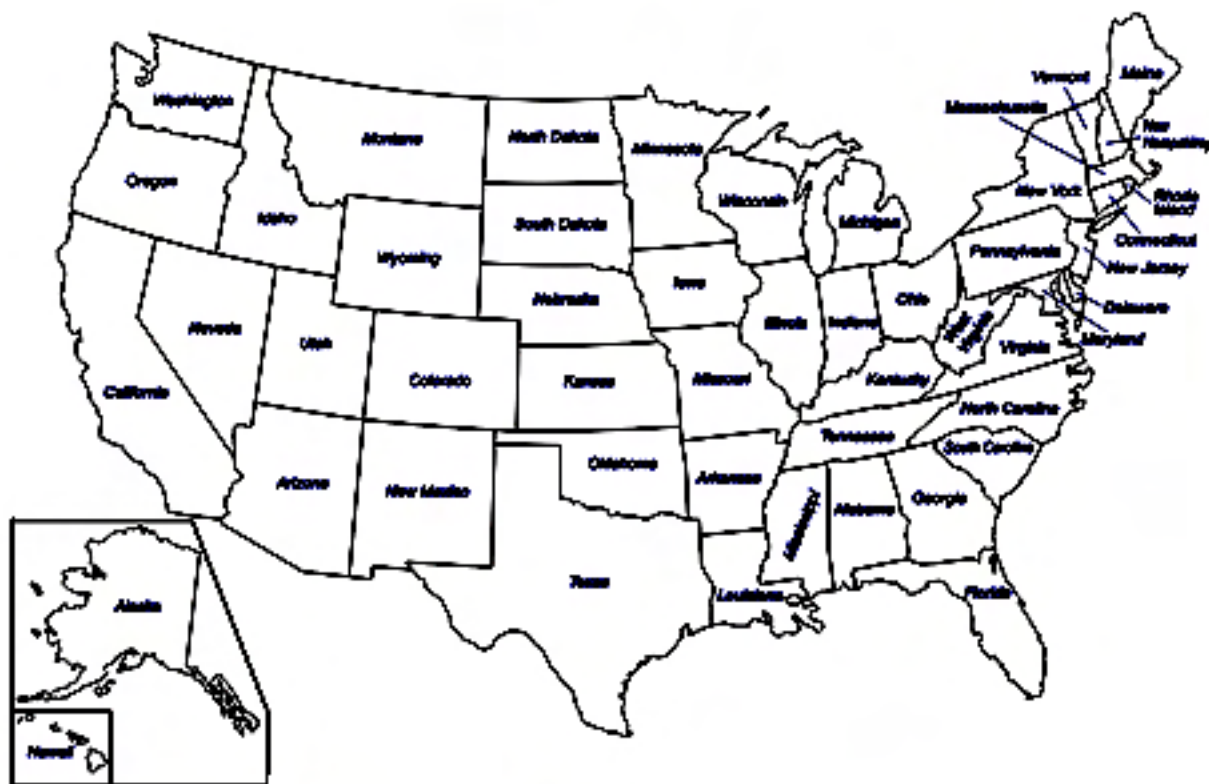 Vermont
Maine
Washington
Massachusetts
New
Hampshire
Montana
North Dakota
Minnesota
Oregon
Wisconsin
New York
Rhode
Island
Idaho
South Dakota
Michigan
Connecticut
Wyoming
Pennsylvania
New Jersey
Iowa
Nebraska
Ohio
Delaware
Nevada
Utah
Illinois
Indiana
West
Virginia
Virginia
Maryland
Colorado
Kansas
Missouri
Kentucky
California
North Carolina
Tennessee
South Carolina
Oklahoma
Arkansas
Arizona
New Mexico
Mississippi
Alabama
Georgia
Texas
Louisiana
Florida
Alaska
Hawaii